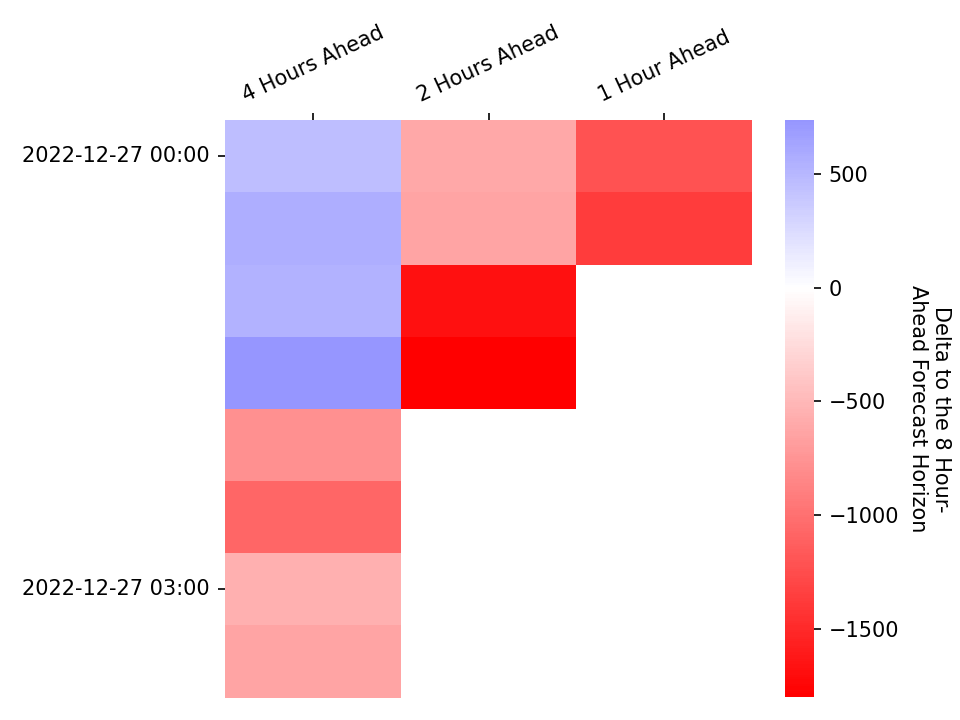 4 Hours Ahead
2 Hours Ahead
1 Hour Ahead
2022-12-27 00:00
2022-12-27 03:00
500
0
−500
−1000
−1500
Delta to the 8 Hour-
Ahead Forecast Horizon